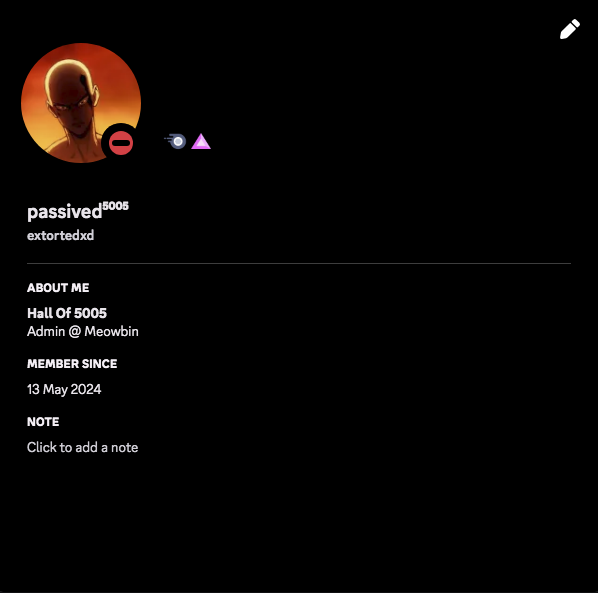 passived⁵⁰⁰⁵
extortedxd
ABOUT ME
Hall Of 5005
Admin @ Meowbin
MEMBER SINCE
13 May 2024
NOTE
Click to add a note